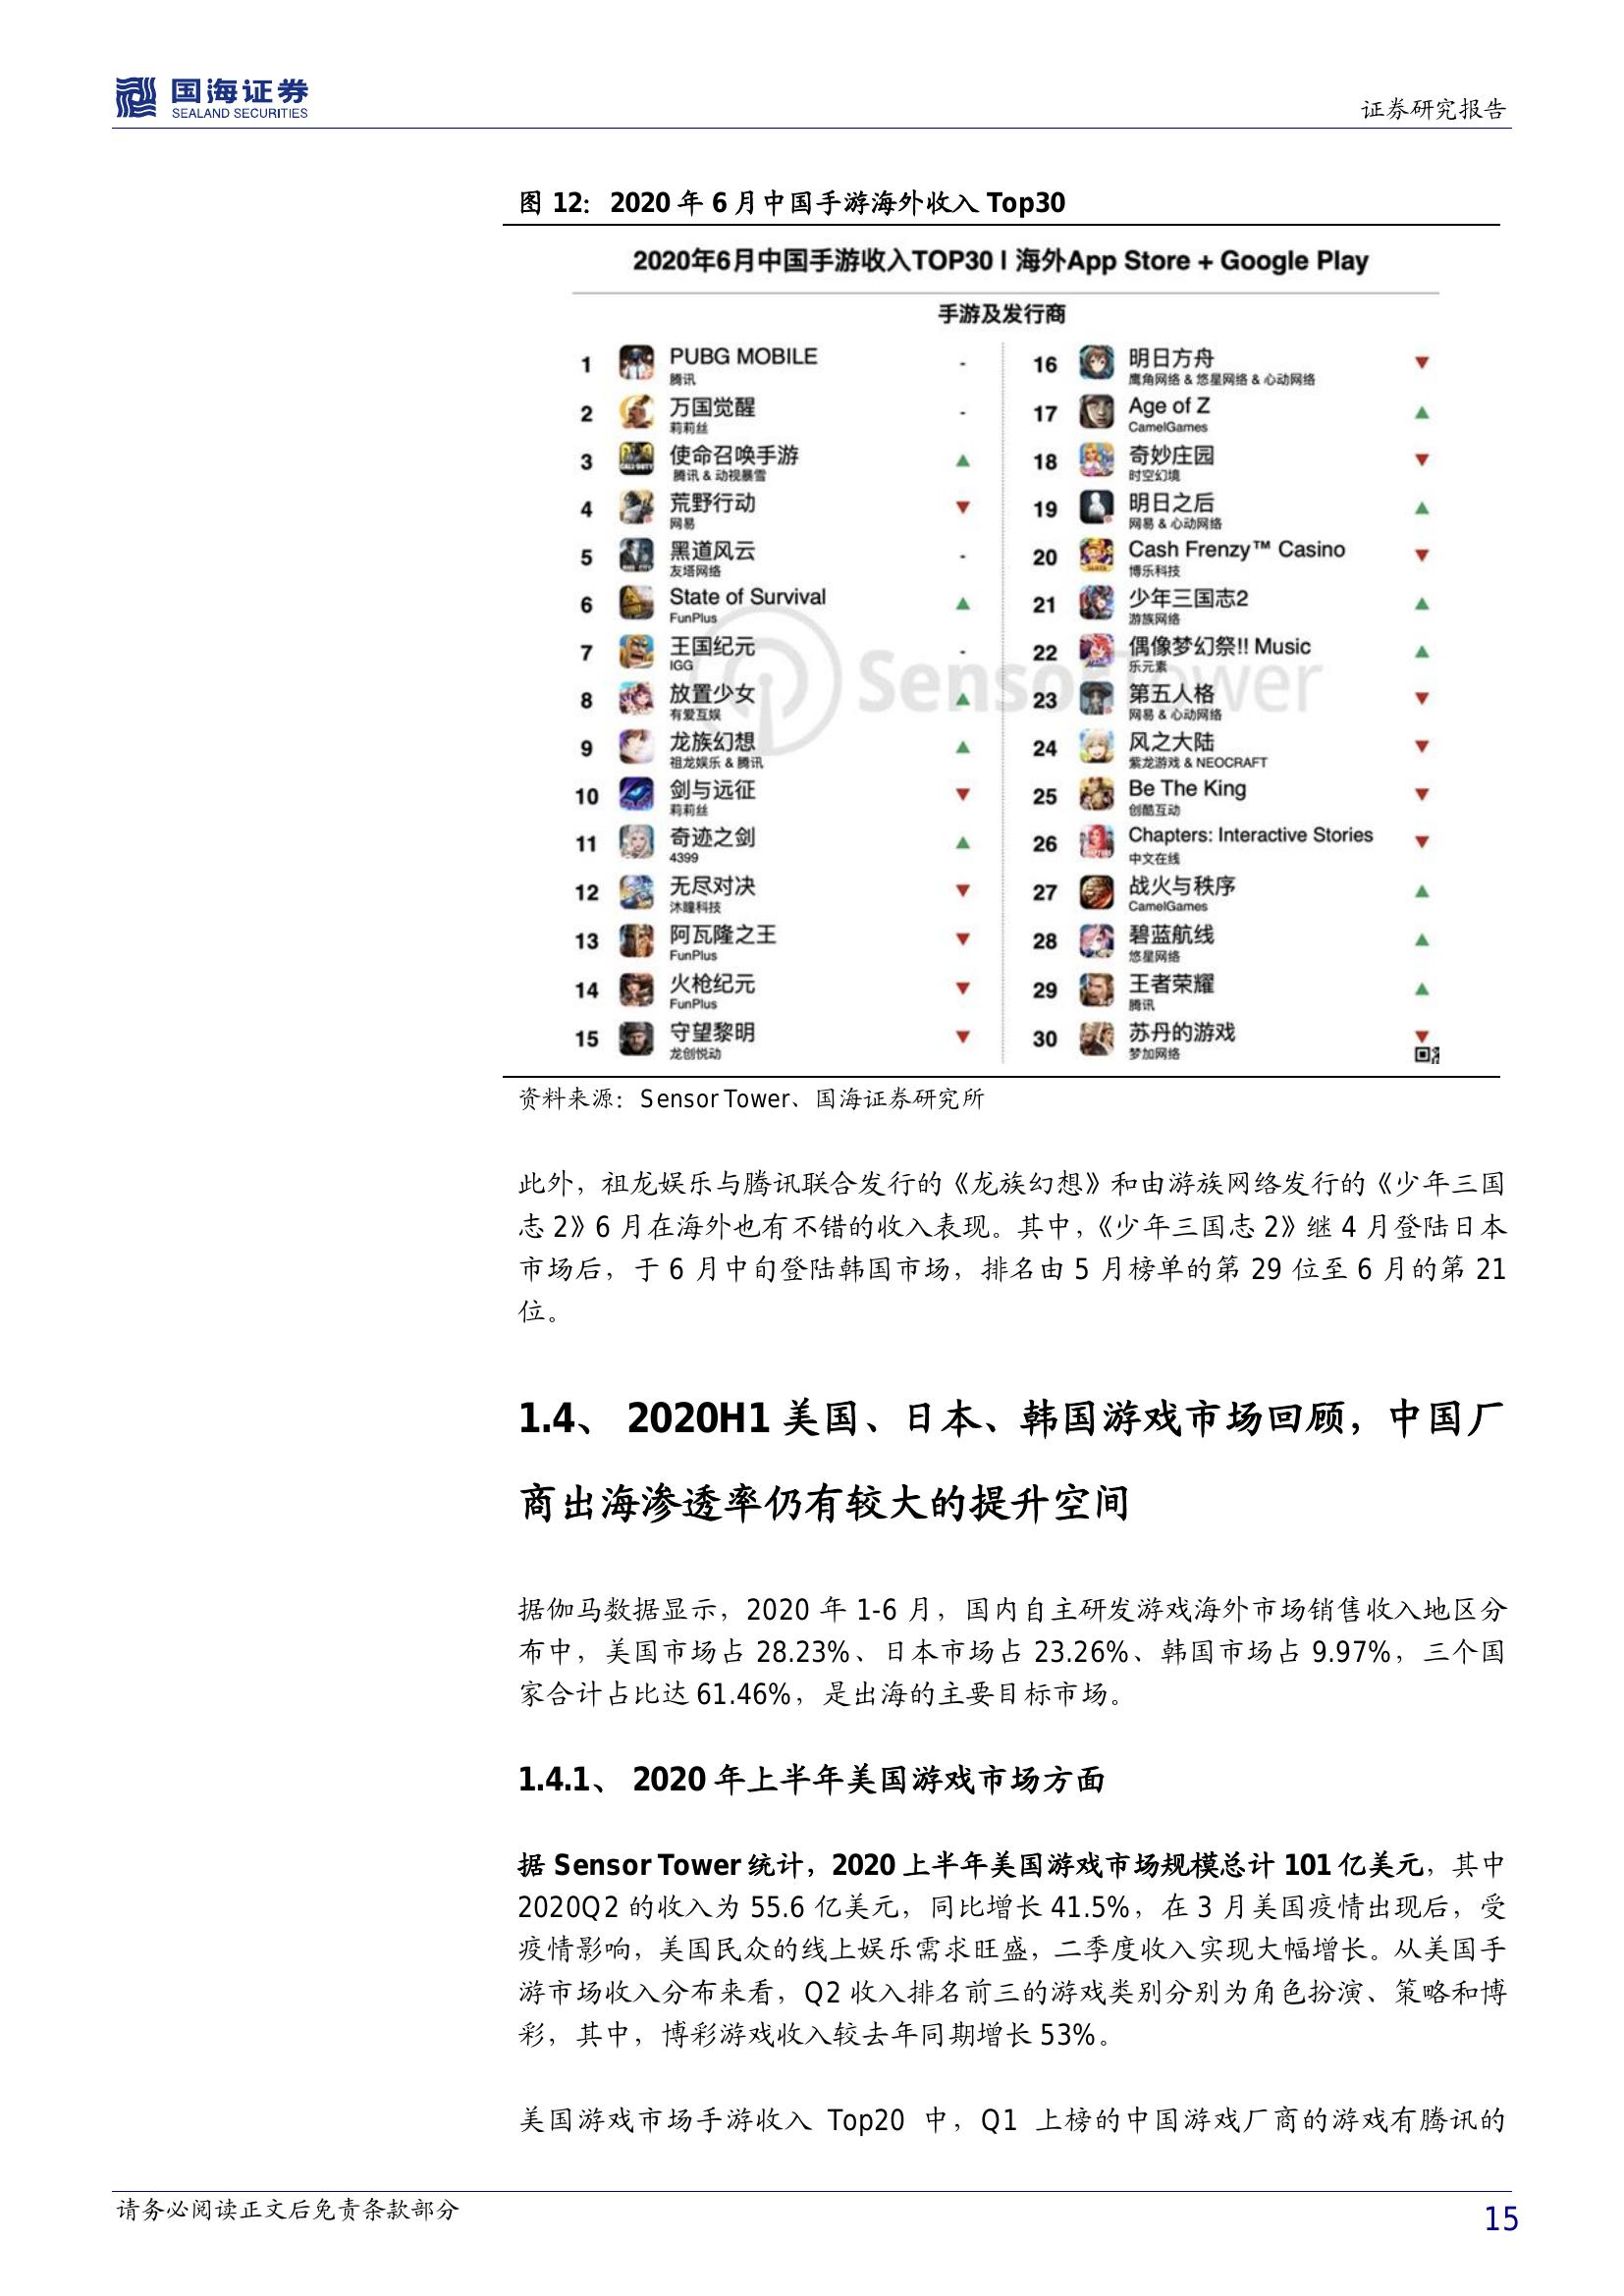 国海证券
SEALAND SECURITIES
证券研究报告
图 12：2020 年 6 月中国手游海外收入 Top30
2020年6月中国手游收入TOP30 | 海外App Store + Google Play
手游及发行商
1 PUBG MOBILE -
腾讯
2 万国觉醒 -
莉莉丝
3 使命召唤手游 ▲
腾讯 & 动视暴雪
4 荒野行动 ▼
网易
5 黑道风云 -
友塔网络
6 State of Survival ▲
FunPlus
7 王国纪元 -
IGG
8 放置少女 ▲
有爱互娱
9 龙族幻想 ▲
祖龙娱乐 & 腾讯
10 剑与远征 ▼
莉莉丝
11 奇迹之剑 ▲
4399
12 无尽对决 ▼
沐瞳科技
13 阿瓦隆之王 ▼
FunPlus
14 火枪纪元 ▼
FunPlus
15 守望黎明 ▼
龙创悦动
16 明日方舟 ▼
鹰角网络 & 悠星网络 & 心动网络
17 Age of Z ▲
CamelGames
18 奇妙庄园 ▼
时空幻境
19 明日之后 ▲
网易 & 心动网络
20 Cash Frenzy™ Casino ▼
博乐科技
21 少年三国志2 ▲
游族网络
22 偶像梦幻祭!! Music ▲
乐元素
23 第五人格 ▼
网易 & 心动网络
24 风之大陆 ▼
紫龙游戏 & NEOCRAFT
25 Be The King ▼
创酷互动
26 Chapters: Interactive Stories ▼
中文在线
27 战火与秩序 ▲
CamelGames
28 碧蓝航线 ▲
悠星网络
29 王者荣耀 ▲
腾讯
30 苏丹的游戏 ▼
梦加网络
SensorTower
资料来源：Sensor Tower、国海证券研究所
此外，祖龙娱乐与腾讯联合发行的《龙族幻想》和由游族网络发行的《少年三国
志 2》6 月在海外也有不错的收入表现。其中，《少年三国志 2》继 4 月登陆日本
市场后，于 6 月中旬登陆韩国市场，排名由 5 月榜单的第 29 位至 6 月的第 21
位。
1.4、 2020H1 美国、日本、韩国游戏市场回顾，中国厂
商出海渗透率仍有较大的提升空间
据伽马数据显示，2020 年 1-6 月，国内自主研发游戏海外市场销售收入地区分
布中，美国市场占 28.23%、日本市场占 23.26%、韩国市场占 9.97%，三个国
家合计占比达 61.46%，是出海的主要目标市场。
1.4.1、 2020 年上半年美国游戏市场方面
据 Sensor Tower 统计，2020 上半年美国游戏市场规模总计 101 亿美元，其中
2020Q2 的收入为 55.6 亿美元，同比增长 41.5%，在 3 月美国疫情出现后，受
疫情影响，美国民众的线上娱乐需求旺盛，二季度收入实现大幅增长。从美国手
游市场收入分布来看，Q2 收入排名前三的游戏类别分别为角色扮演、策略和博
彩，其中，博彩游戏收入较去年同期增长 53%。
美国游戏市场手游收入 Top20 中，Q1 上榜的中国游戏厂商的游戏有腾讯的
请务必阅读正文后免责条款部分
15